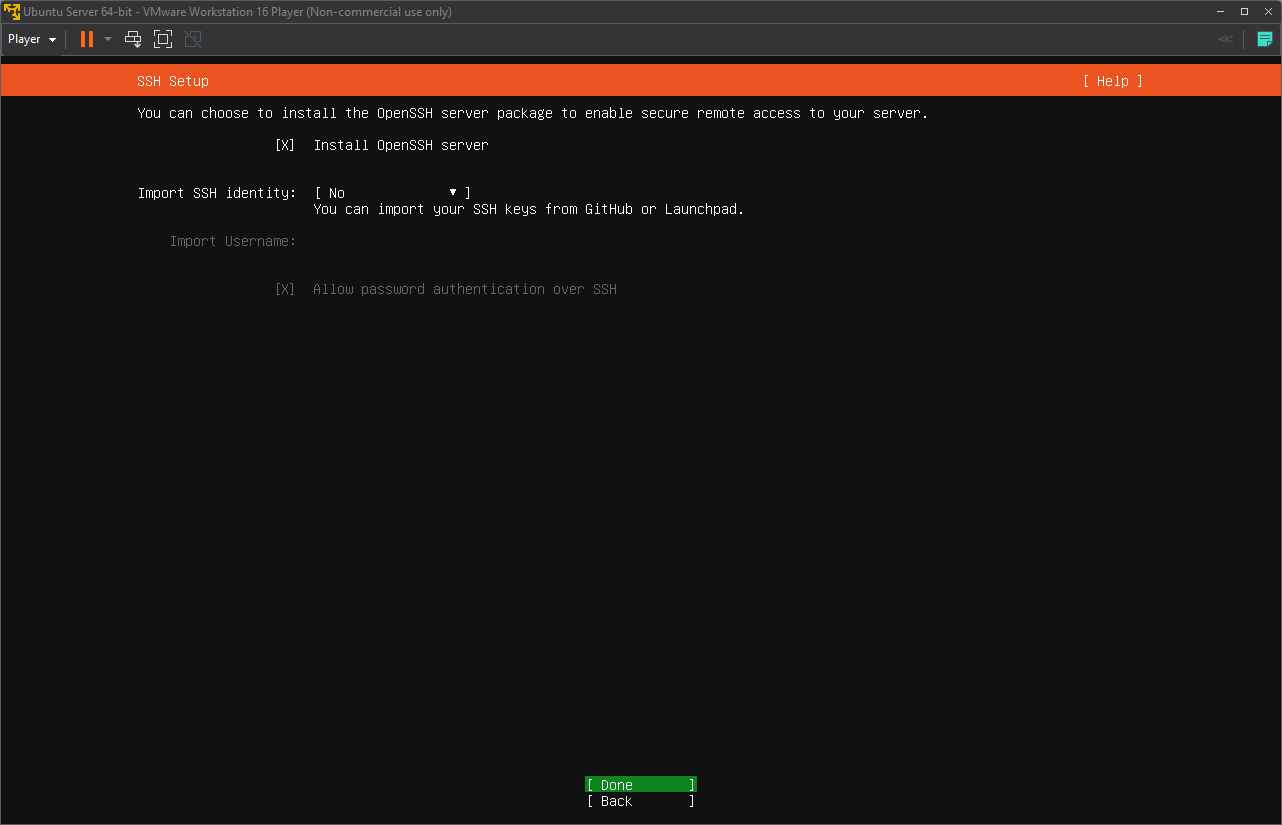 Ubuntu Server 64-bit - VMware Workstation 16 Player (Non-commercial use only)
Player
SSH Setup [ Help ]
You can choose to install the OpenSSH server package to enable secure remote access to your server.
[X] Install OpenSSH server
Import SSH identity: [ No ▼ ]
You can import your SSH keys from GitHub or Launchpad.
Import Username:
[X] Allow password authentication over SSH
[ Done ]
[ Back ]